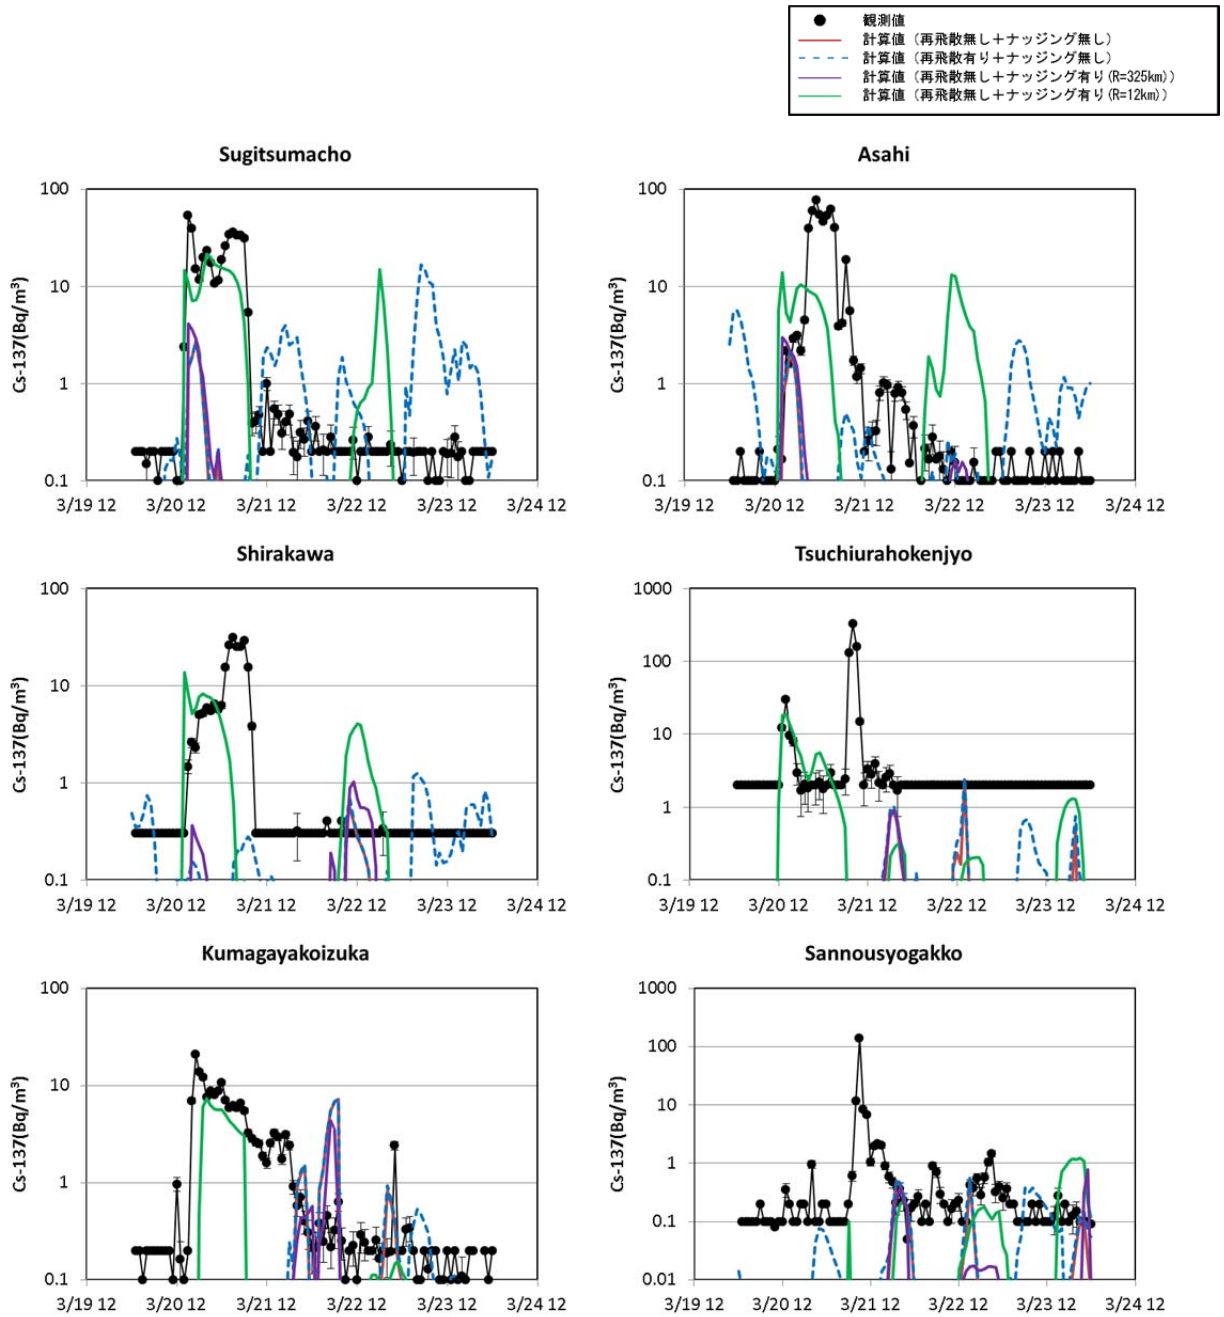 観測値
計算値（再飛散無し＋ナッジング無し）
計算値（再飛散有り＋ナッジング無し）
計算値（再飛散無し＋ナッジング有り(R=325km)）
計算値（再飛散無し＋ナッジング有り(R=12km)）
Sugitsumacho
Cs-137(Bq/m³)
100
10
1
0.1
3/19 12 3/20 12 3/21 12 3/22 12 3/23 12 3/24 12
Asahi
Cs-137(Bq/m³)
100
10
1
0.1
3/19 12 3/20 12 3/21 12 3/22 12 3/23 12 3/24 12
Shirakawa
Cs-137(Bq/m³)
100
10
1
0.1
3/19 12 3/20 12 3/21 12 3/22 12 3/23 12 3/24 12
Tsuchiurahokenjyo
Cs-137(Bq/m³)
1000
100
10
1
0.1
3/19 12 3/20 12 3/21 12 3/22 12 3/23 12 3/24 12
Kumagayakoizuka
Cs-137(Bq/m³)
100
10
1
0.1
3/19 12 3/20 12 3/21 12 3/22 12 3/23 12 3/24 12
Sannousyogakko
Cs-137(Bq/m³)
1000
100
10
1
0.1
0.01
3/19 12 3/20 12 3/21 12 3/22 12 3/23 12 3/24 12